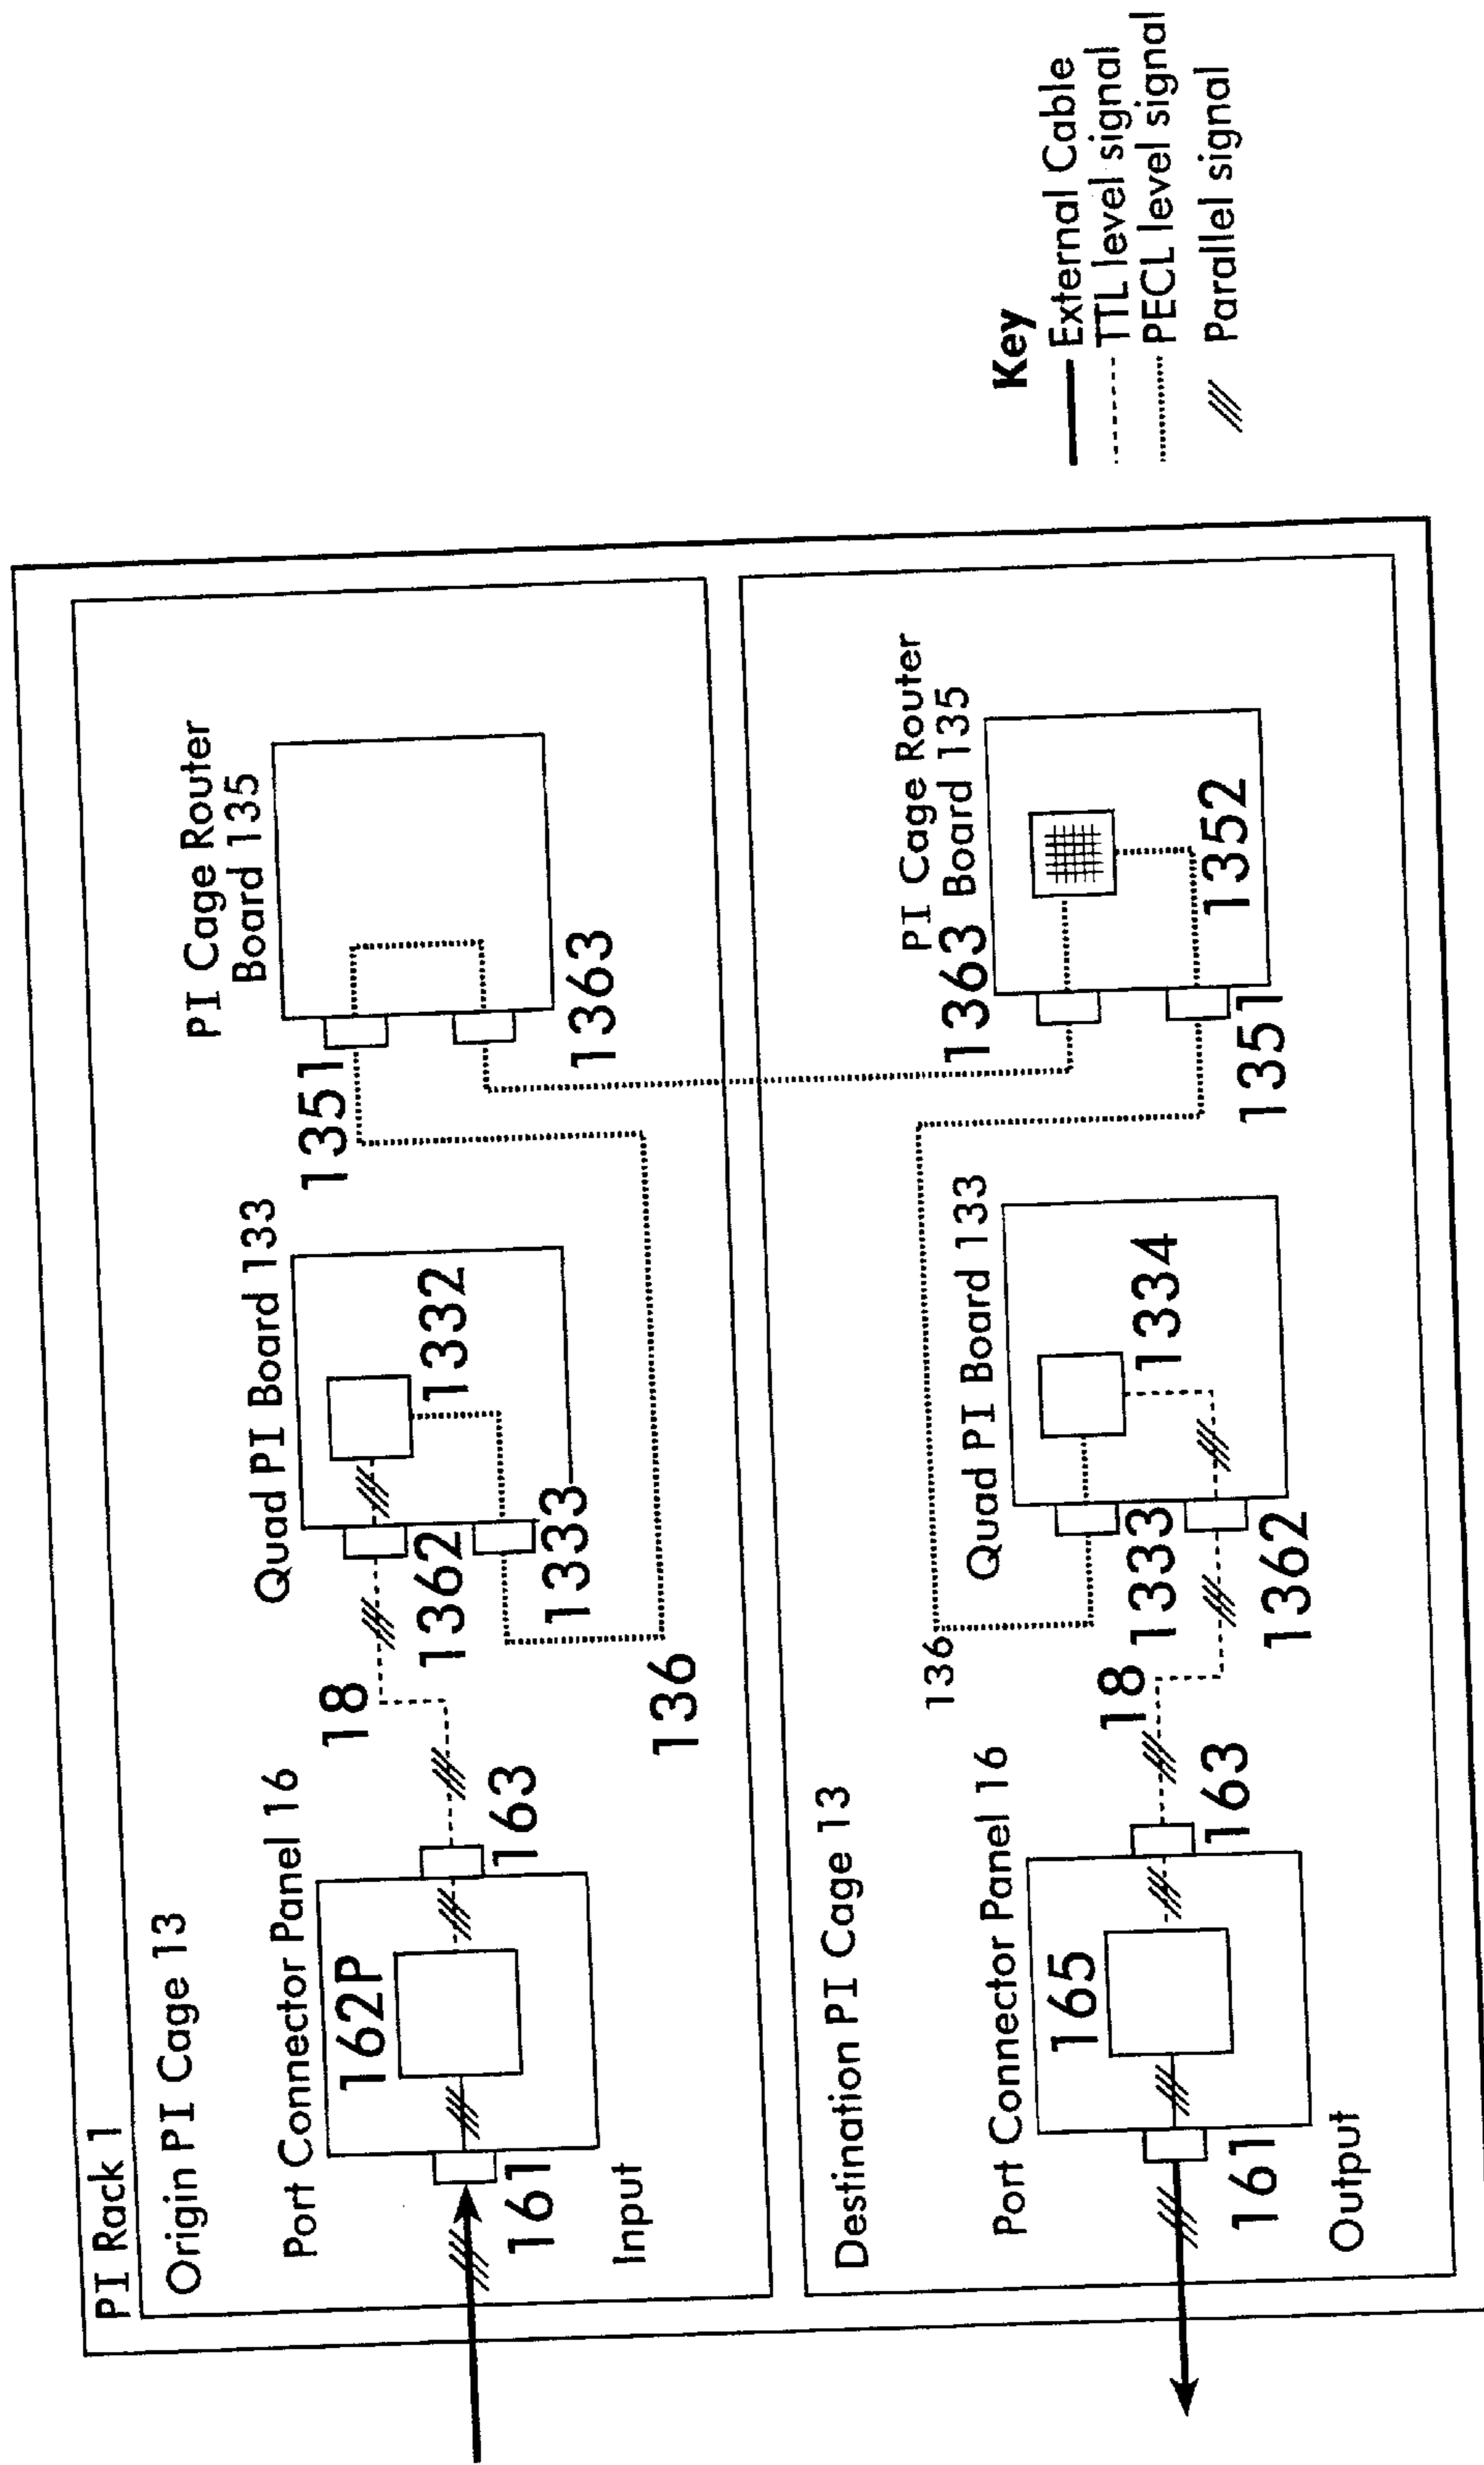 PI Rack 1
Origin PI Cage 13
Port Connector Panel 16
162P
161
163
Input
18
136
Quad PI Board 133
1332
1362
1333
PI Cage Router
Board 135
1351
1363
Destination PI Cage 13
Port Connector Panel 16
165
161
163
Output
18
136
Quad PI Board 133
1334
1333
1362
PI Cage Router
Board 135
1363
1352
1351
Key
External Cable
TTL level signal
PECL level signal
Parallel signal